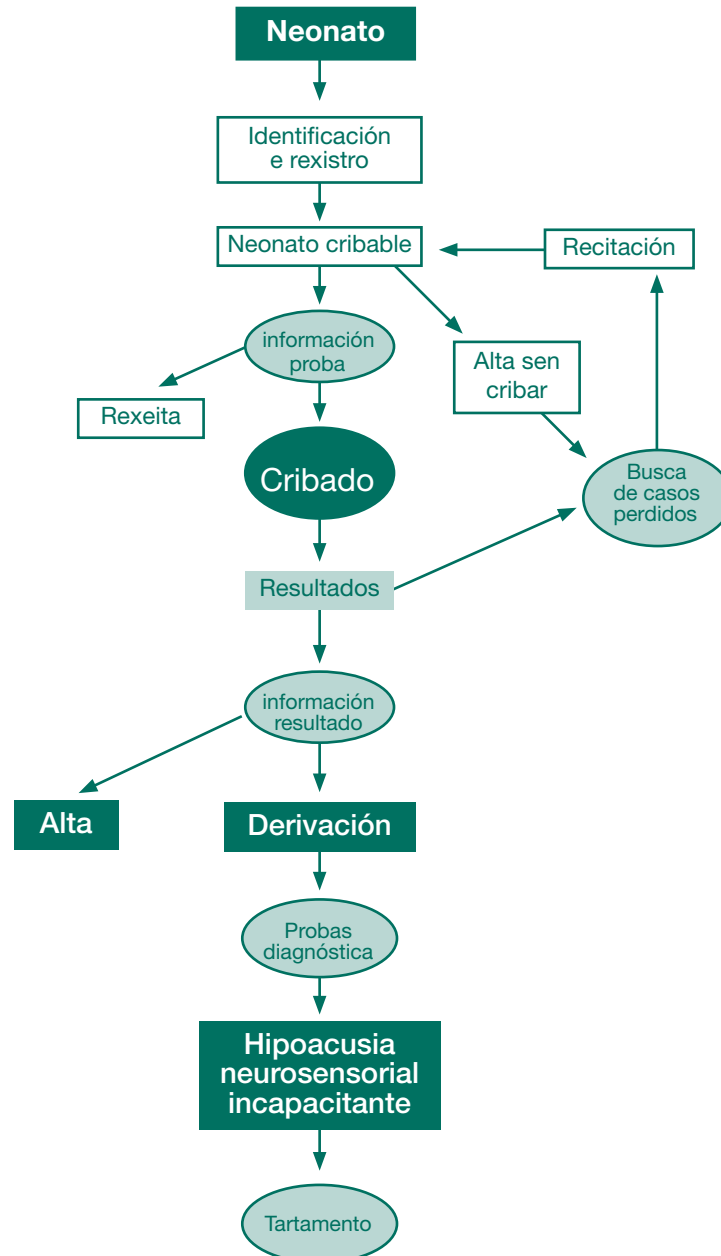 Neonato
Identificación
e rexistro
Neonato cribable
Recitación
información
proba
Alta sen
cribar
Rexeita
Cribado
Busca
de casos
perdidos
Resultados
información
resultado
Alta
Derivación
Probas
diagnóstica
Hipoacusia
neurosensorial
incapacitante
Tartamento